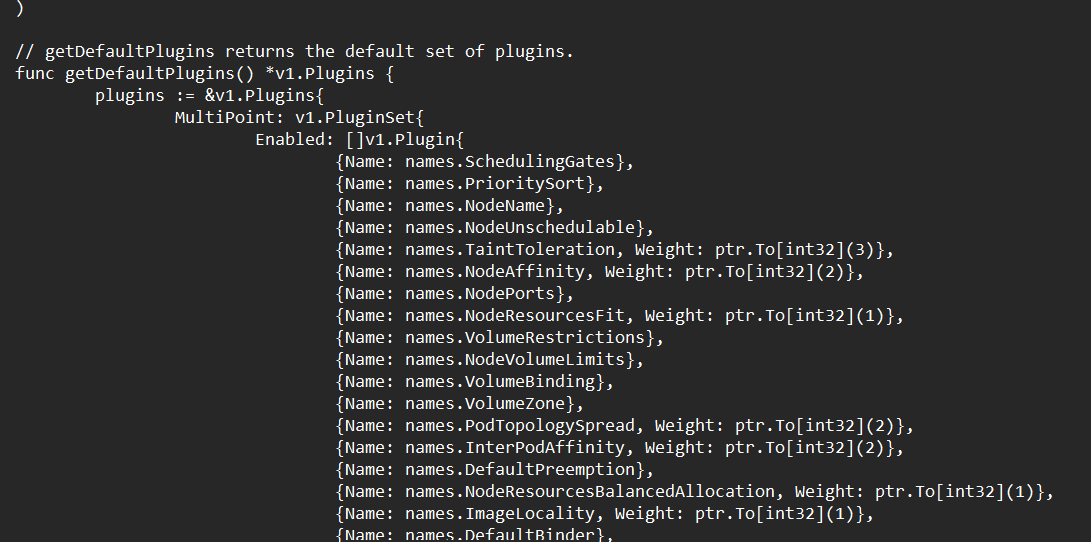 )
// getDefaultPlugins returns the default set of plugins.
func getDefaultPlugins() *v1.Plugins {
plugins := &v1.Plugins{
MultiPoint: v1.PluginSet{
Enabled: []v1.Plugin{
{Name: names.SchedulingGates},
{Name: names.PrioritySort},
{Name: names.NodeName},
{Name: names.NodeUnschedulable},
{Name: names.TaintToleration, Weight: ptr.To[int32](3)},
{Name: names.NodeAffinity, Weight: ptr.To[int32](2)},
{Name: names.NodePorts},
{Name: names.NodeResourcesFit, Weight: ptr.To[int32](1)},
{Name: names.VolumeRestrictions},
{Name: names.NodeVolumeLimits},
{Name: names.VolumeBinding},
{Name: names.VolumeZone},
{Name: names.PodTopologySpread, Weight: ptr.To[int32](2)},
{Name: names.InterPodAffinity, Weight: ptr.To[int32](2)},
{Name: names.DefaultPreemption},
{Name: names.NodeResourcesBalancedAllocation, Weight: ptr.To[int32](1)},
{Name: names.ImageLocality, Weight: ptr.To[int32](1)},
{Name: names.DefaultBinder},